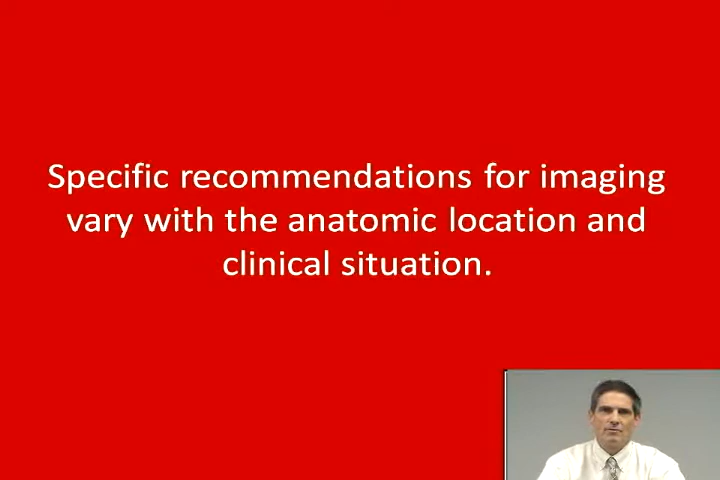 Specific recommendations for imaging
vary with the anatomic location and
clinical situation.